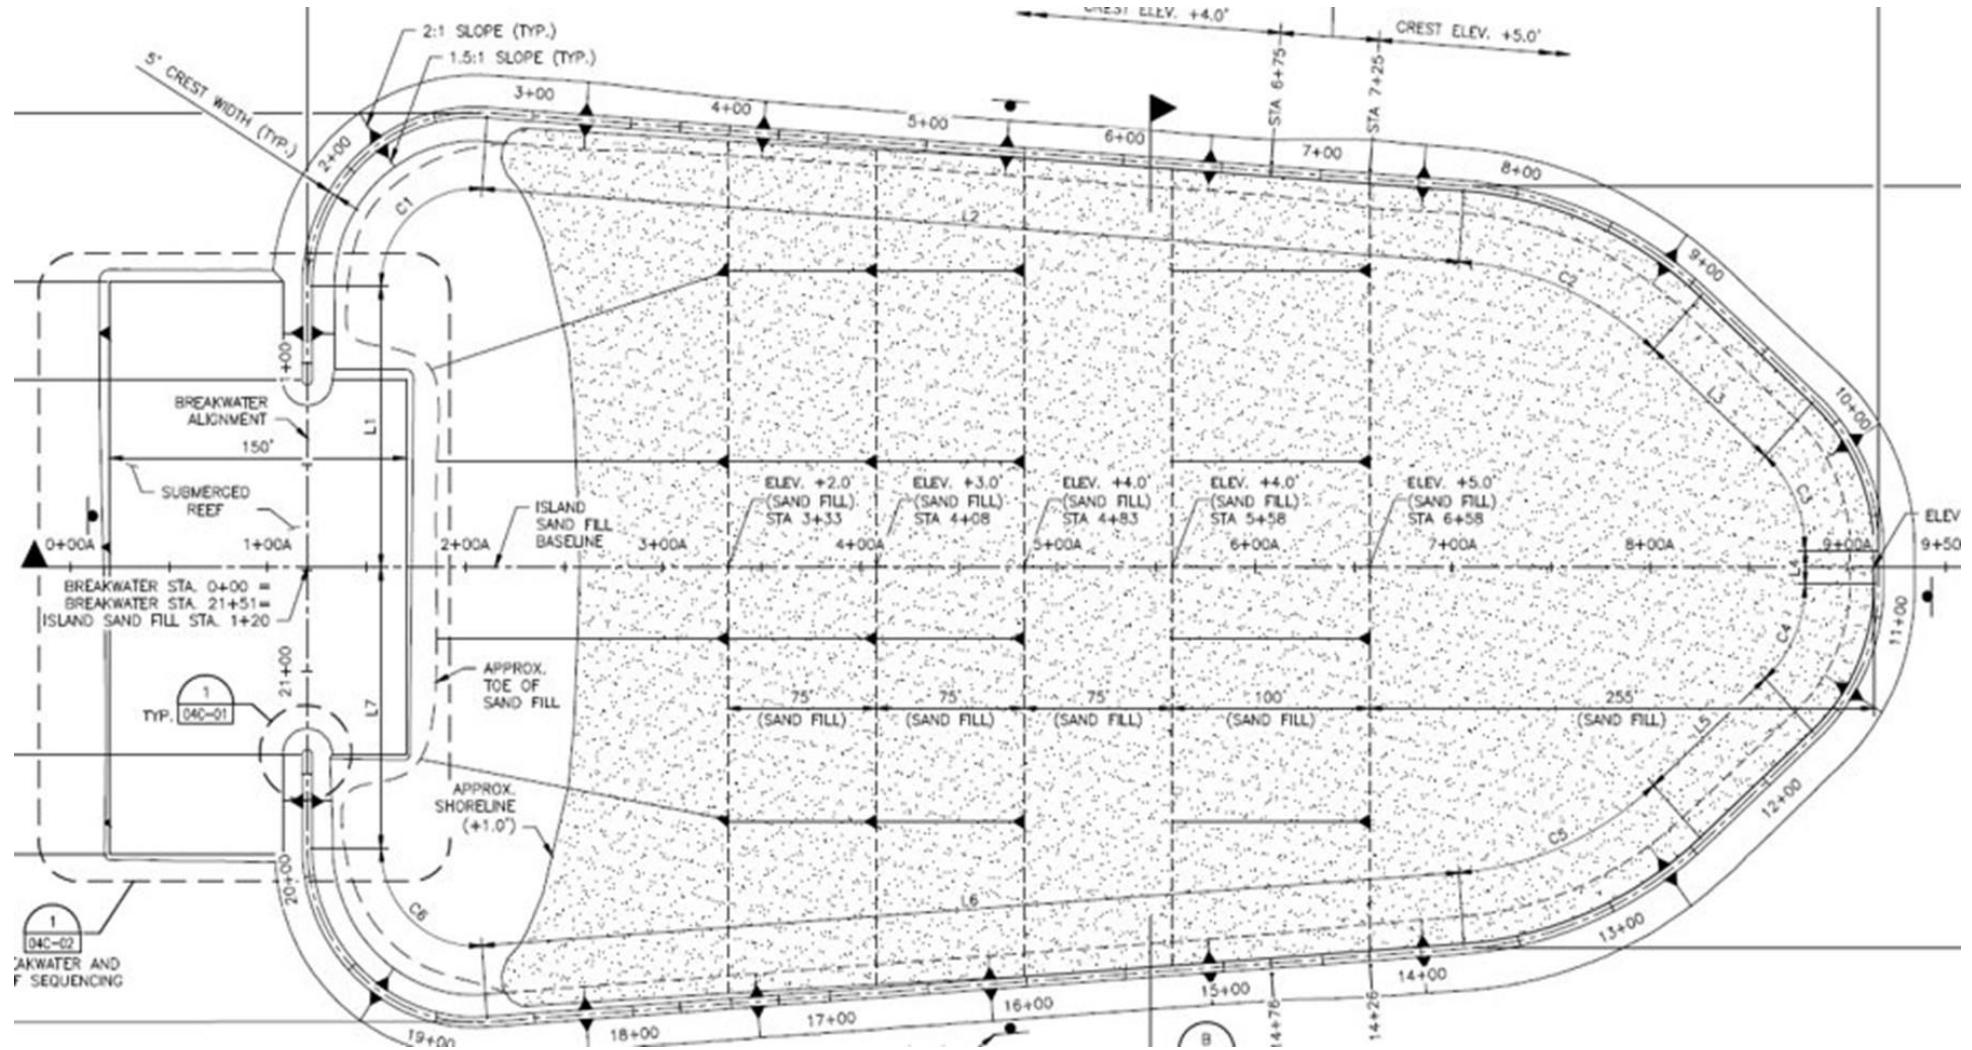 CREST ELEV. +4.0'
CREST ELEV. +5.0'
STA 6+75
STA 7+25
2:1 SLOPE (TYP.)
1.5:1 SLOPE (TYP.)
5' CREST WIDTH (TYP.)
2+00
3+00
4+00
5+00
6+00
7+00
8+00
9+00
10+00
C1
L2
C2
L3
C3
1+00
BREAKWATER
ALIGNMENT
L1
150'
SUBMERGED
REEF
ISLAND
SAND FILL
BASELINE
ELEV. +2.0'
(SAND FILL)
STA 3+33
ELEV. +3.0'
(SAND FILL)
STA 4+08
ELEV. +4.0'
(SAND FILL)
STA 4+83
ELEV. +4.0'
(SAND FILL)
STA 5+58
ELEV. +5.0'
(SAND FILL)
STA 6+58
ELEV
0+00A
1+00A
2+00A
3+00A
4+00A
5+00A
6+00A
7+00A
8+00A
9+00A
9+50
BREAKWATER STA. 0+00 =
BREAKWATER STA. 21+51=
ISLAND SAND FILL STA. 1+20
L4
11+00
C4
21+00
L7
1
04C-01
TYP.
APPROX.
TOE OF
SAND FILL
75'
(SAND FILL)
75'
(SAND FILL)
75'
(SAND FILL)
100'
(SAND FILL)
255'
(SAND FILL)
L5
12+00
APPROX.
SHORELINE
(+1.0')
C5
20+00
C6
L6
1
04C-02
EAKWATER AND
F SEQUENCING
13+00
14+00
14+26
14+76
15+00
16+00
17+00
18+00
19+00
B